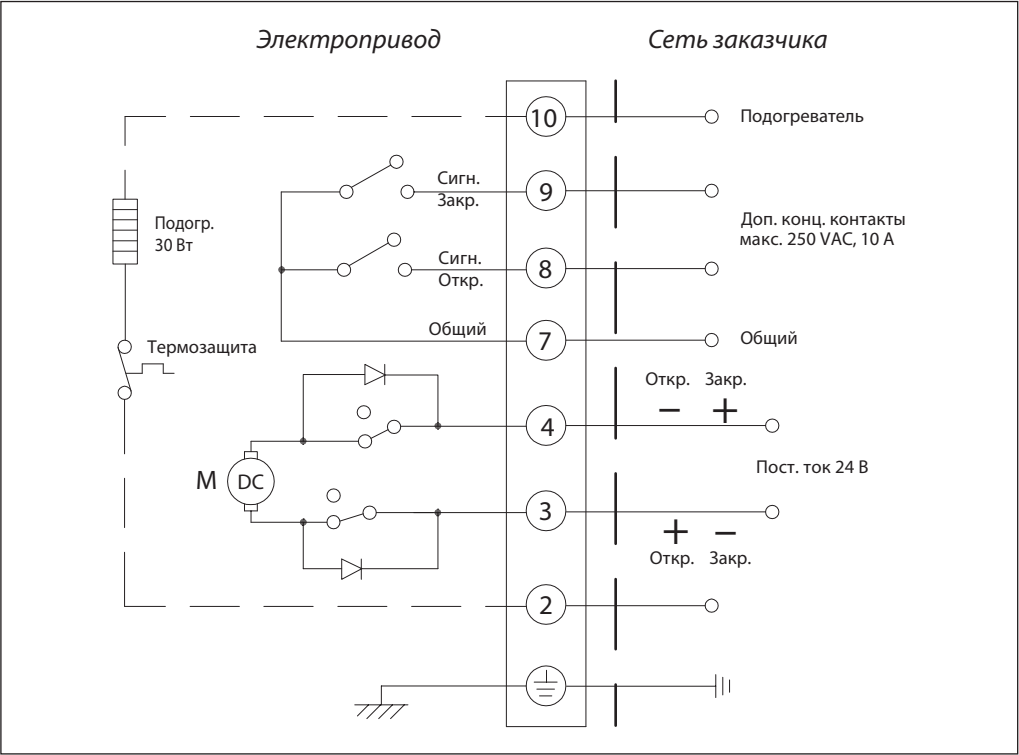 Электропривод
Сеть заказчика
10
Подогреватель
Сигн.
Закр.
9
Подогр.
30 Вт
Доп. конц. контакты
макс. 250 VAC, 10 A
Сигн.
Откр.
8
Общий
7
Общий
Термозащита
Откр. Закр.
− +
4
M
DC
Пост. ток 24 В
3
+ −
Откр. Закр.
2